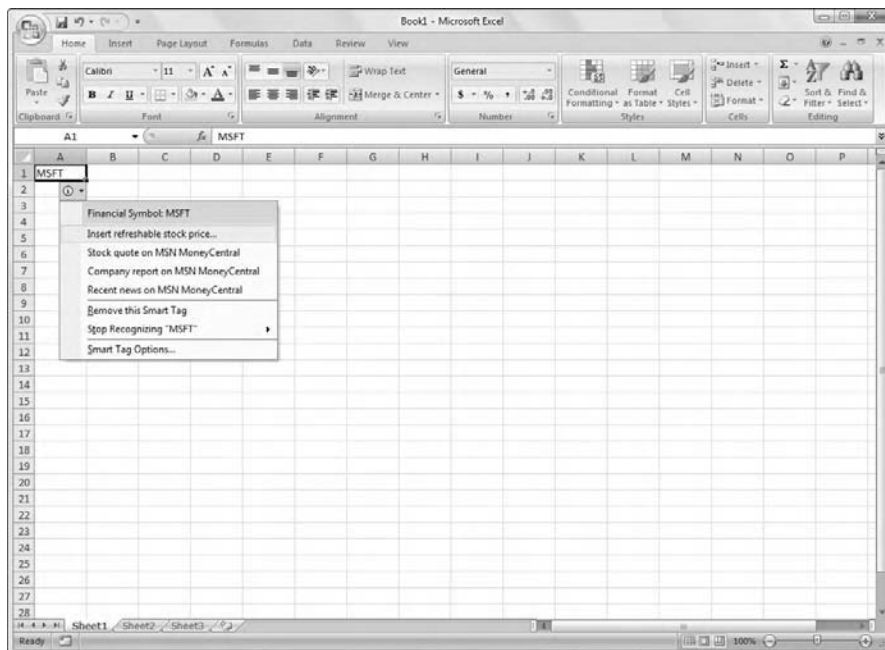 Book1 - Microsoft Excel
Home Insert Page Layout Formulas Data Review View
Paste
Calibri 11 A A
B I U A
Wrap Text
Merge & Center
General
$ % , .00
Conditional Formatting
Format as Table
Cell Styles
Insert
Delete
Format
Σ
Sort & Filter
Find & Select
Clipboard Font Alignment Number Styles Cells Editing
A1 fx MSFT
A B C D E F G H I J K L M N O P
1 MSFT
2
3
Financial Symbol: MSFT
4
5
Insert refreshable stock price...
6
Stock quote on MSN MoneyCentral
7
Company report on MSN MoneyCentral
8
Recent news on MSN MoneyCentral
9
Remove this Smart Tag
10
11
Stop Recognizing "MSFT"
12
Smart Tag Options...
13
14
15
16
17
18
19
20
21
22
23
24
25
26
27
28
Sheet1 Sheet2 Sheet3
Ready 100%